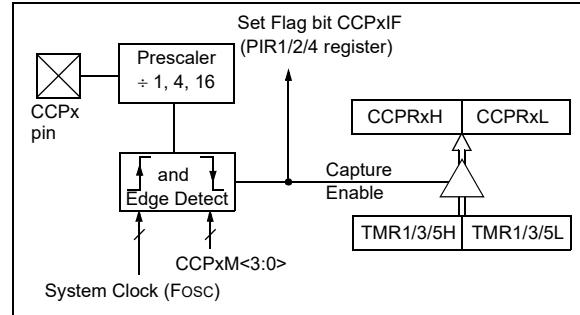 Set Flag bit CCPxIF
(PIR1/2/4 register)
Prescaler
÷ 1, 4, 16
CCPx
pin
CCPRxH
CCPRxL
and
Edge Detect
Capture
Enable
TMR1/3/5H
TMR1/3/5L
CCPxM<3:0>
System Clock (FOSC)